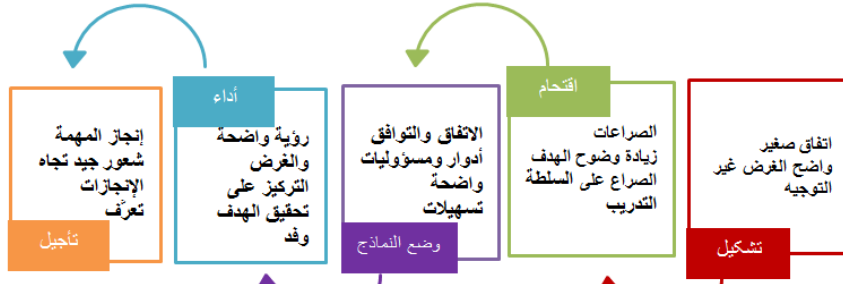 اتفاق صغير
واضح الغرض غير
التوجيه
تشكيل
اقتحام
الصراعات
زيادة وضوح الهدف
الصراع على السلطة
التدريب
الاتفاق والتوافق
أدوار ومسؤوليات
واضحة
تسهيلات
وضع النماذج
أداء
رؤية واضحة
والغرض
التركيز على
تحقيق الهدف
وفد
إنجاز المهمة
شعور جيد تجاه
الإنجازات
تعرَّف
تأجيل